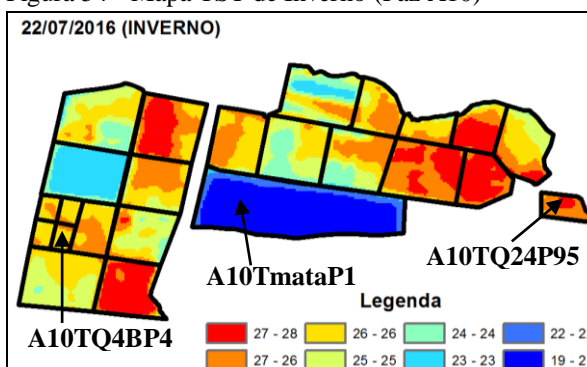 22/07/2016 (INVERNO)
A10TmataP1
A10TQ24P95
A10TQ4BP4
Legenda
27 - 28 26 - 26 24 - 24 22 - 2
27 - 26 25 - 25 23 - 23 19 - 2